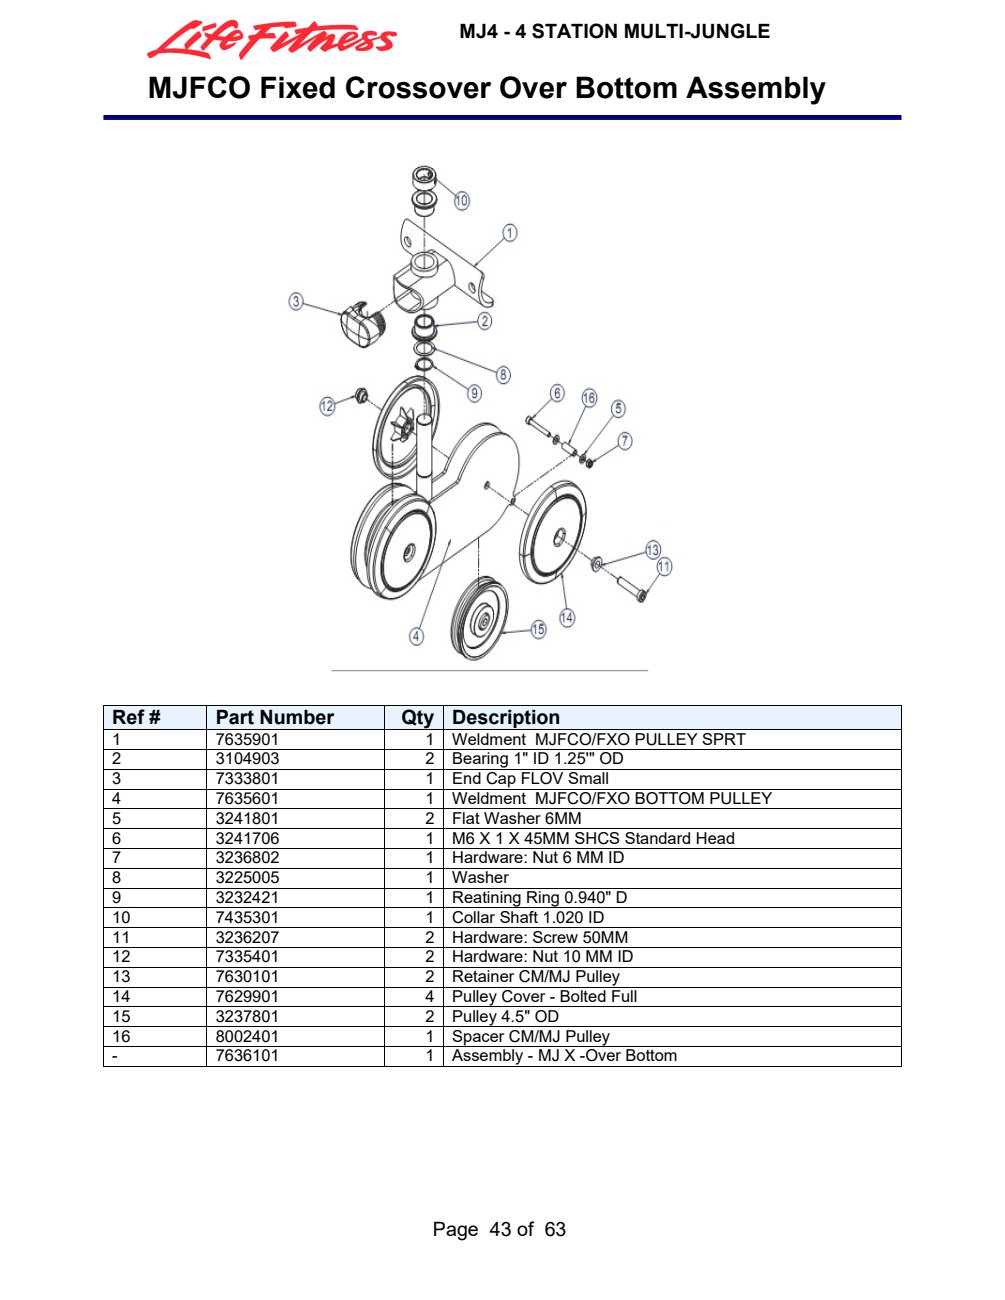 Life Fitness
MJ4 - 4 STATION MULTI-JUNGLE
MJFCO Fixed Crossover Over Bottom Assembly
10
1
3
2
8
9
12
6
16
5
7
13
11
14
15
4
Ref # Part Number Qty Description
1 7635901 1 Weldment  MJFCO/FXO PULLEY SPRT
2 3104903 2 Bearing 1" ID 1.25'" OD
3 7333801 1 End Cap FLOV Small
4 7635601 1 Weldment  MJFCO/FXO BOTTOM PULLEY
5 3241801 2 Flat Washer 6MM
6 3241706 1 M6 X 1 X 45MM SHCS Standard Head
7 3236802 1 Hardware: Nut 6 MM ID
8 3225005 1 Washer
9 3232421 1 Reatining Ring 0.940" D
10 7435301 1 Collar Shaft 1.020 ID
11 3236207 2 Hardware: Screw 50MM
12 7335401 2 Hardware: Nut 10 MM ID
13 7630101 2 Retainer CM/MJ Pulley
14 7629901 4 Pulley Cover - Bolted Full
15 3237801 2 Pulley 4.5" OD
16 8002401 1 Spacer CM/MJ Pulley
- 7636101 1 Assembly - MJ X -Over Bottom
Page  43 of  63